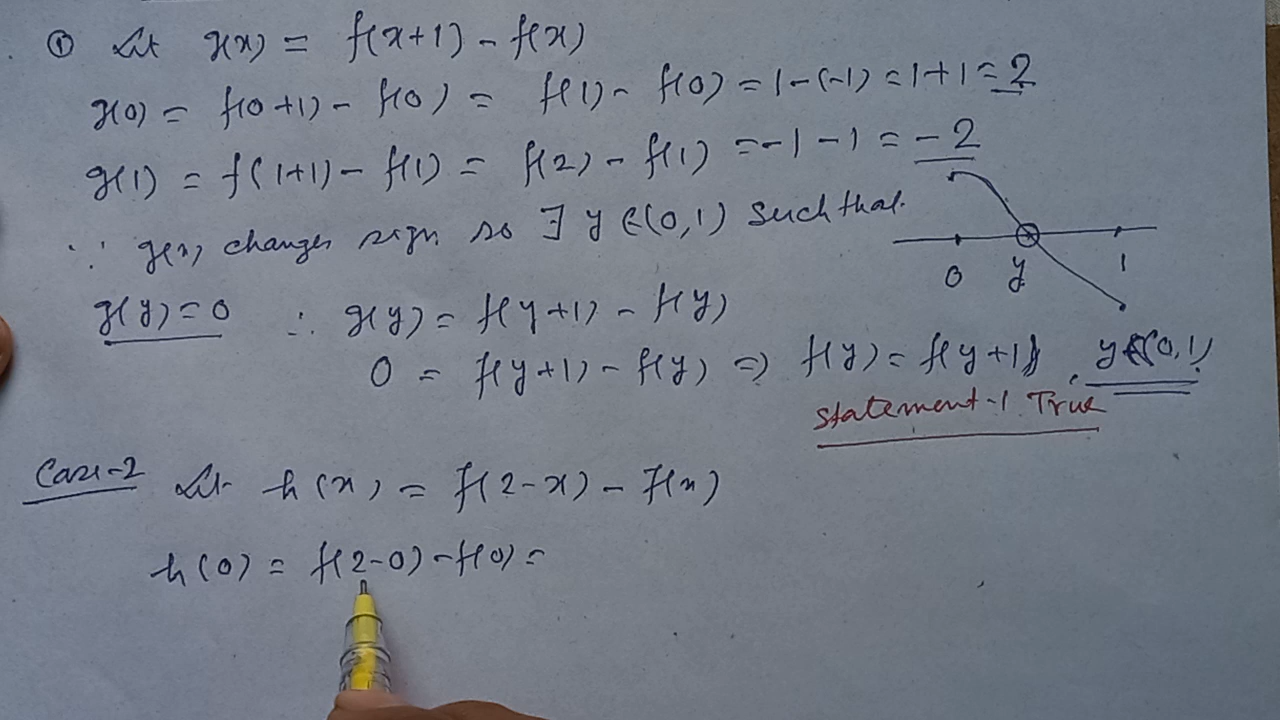 ① Let g(x) = f(x+1) - f(x)
g(0) = f(0+1) - f(0) = f(1) - f(0) = 1-(-1) = 1+1 = 2
g(1) = f(1+1) - f(1) = f(2) - f(1) = -1-1 = -2
∵ g(x) changes sign so ∃ y ∈ (0,1) such that
0 y 1
g(y) = 0 ∴ g(y) = f(y+1) - f(y)
0 = f(y+1) - f(y) ⇒ f(y) = f(y+1), y∈(0,1)
Statement-1 True
Case-2 Let h(x) = f(2-x) - f(x)
h(0) = f(2-0) - f(0) =